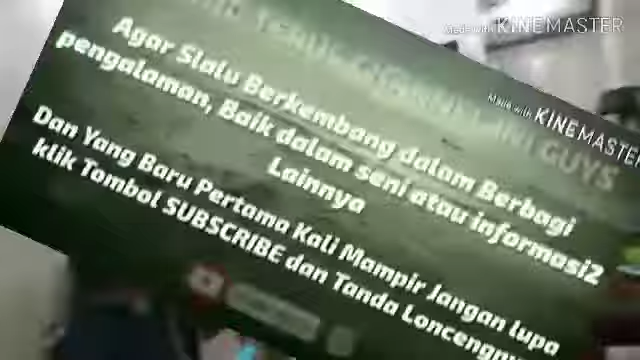 Made with KINEMASTER
Made with KINEMASTER
GUYS
Agar Slalu Berkembang dalam Berbagi
pengalaman, Baik dalam seni atau informasi2
Lainnya
Dan Yang Baru Pertama Kali Mampir Jangan lupa
klik Tombol SUBSCRIBE dan Tanda